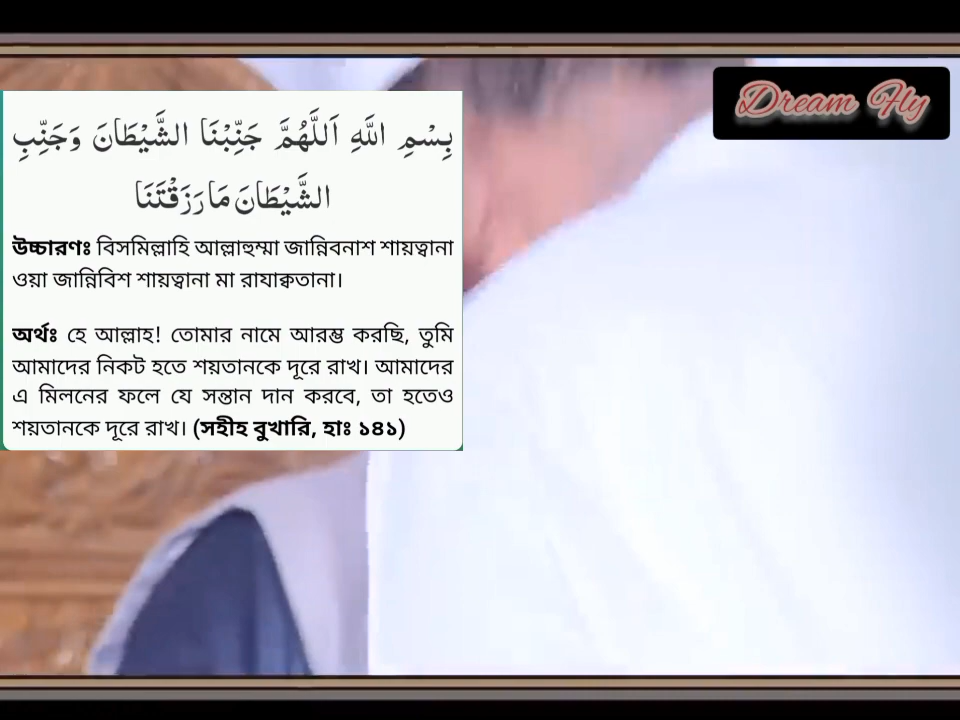 Dream Fly
بِسْمِ اللَّهِ اَللَّهُمَّ جَنِّبْنَا الشَّيْطَانَ وَجَنِّبِ
الشَّيْطَانَ مَا رَزَقْتَنَا
উচ্চারণঃ বিসমিল্লাহি আল্লাহুম্মা জান্নিবনাশ শায়ত্বানা
ওয়া জান্নিবিশ শায়ত্বানা মা রাযাক্বতানা।
অর্থঃ হে আল্লাহ! তোমার নামে আরম্ভ করছি, তুমি
আমাদের নিকট হতে শয়তানকে দূরে রাখ। আমাদের
এ মিলনের ফলে যে সন্তান দান করবে, তা হতেও
শয়তানকে দূরে রাখ। (সহীহ বুখারি, হাঃ ১৪১)